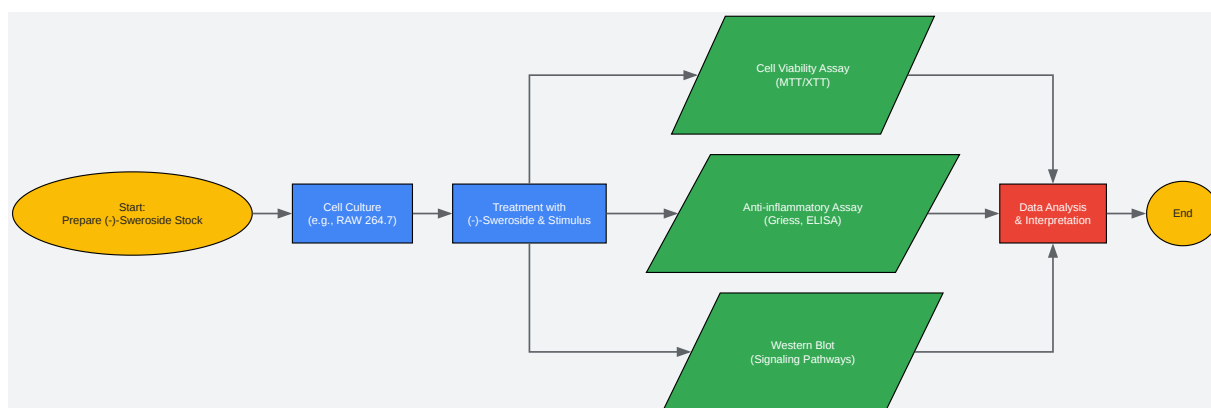 Start:
Prepare (-)-Sweroside Stock
Cell Culture
(e.g., RAW 264.7)
Treatment with
(-)-Sweroside & Stimulus
Cell Viability Assay
(MTT/XTT)
Anti-inflammatory Assay
(Griess, ELISA)
Western Blot
(Signaling Pathways)
Data Analysis
& Interpretation
End